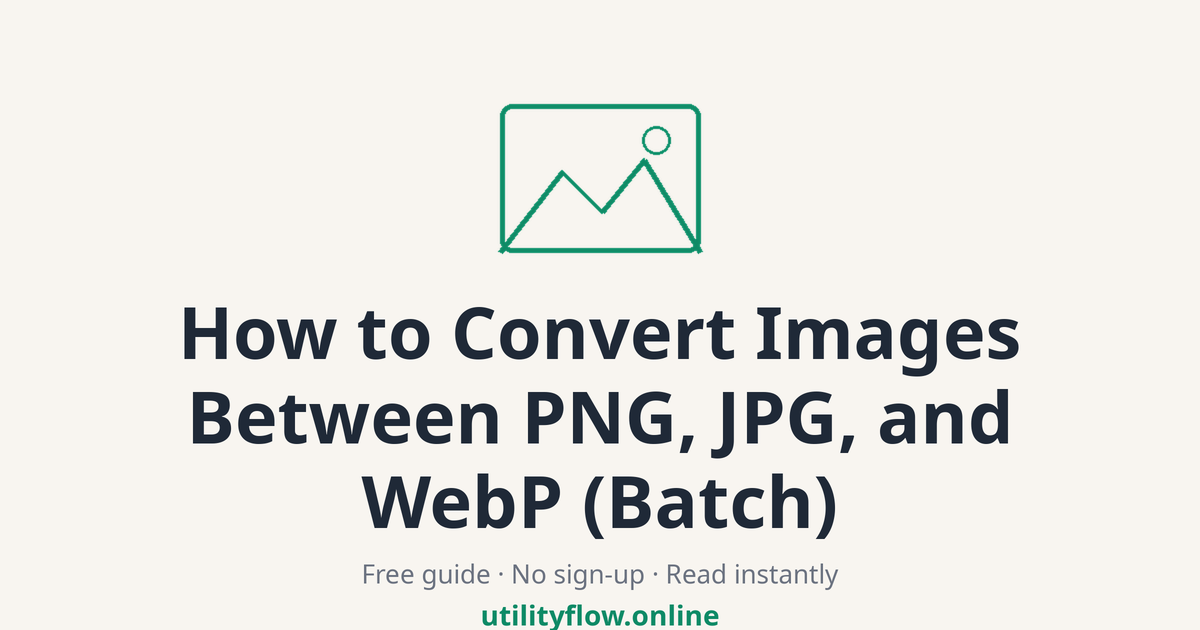 How to Convert Images
Between PNG, JPG, and
WebP (Batch)
Free guide · No sign-up · Read instantly
utilityflow.online